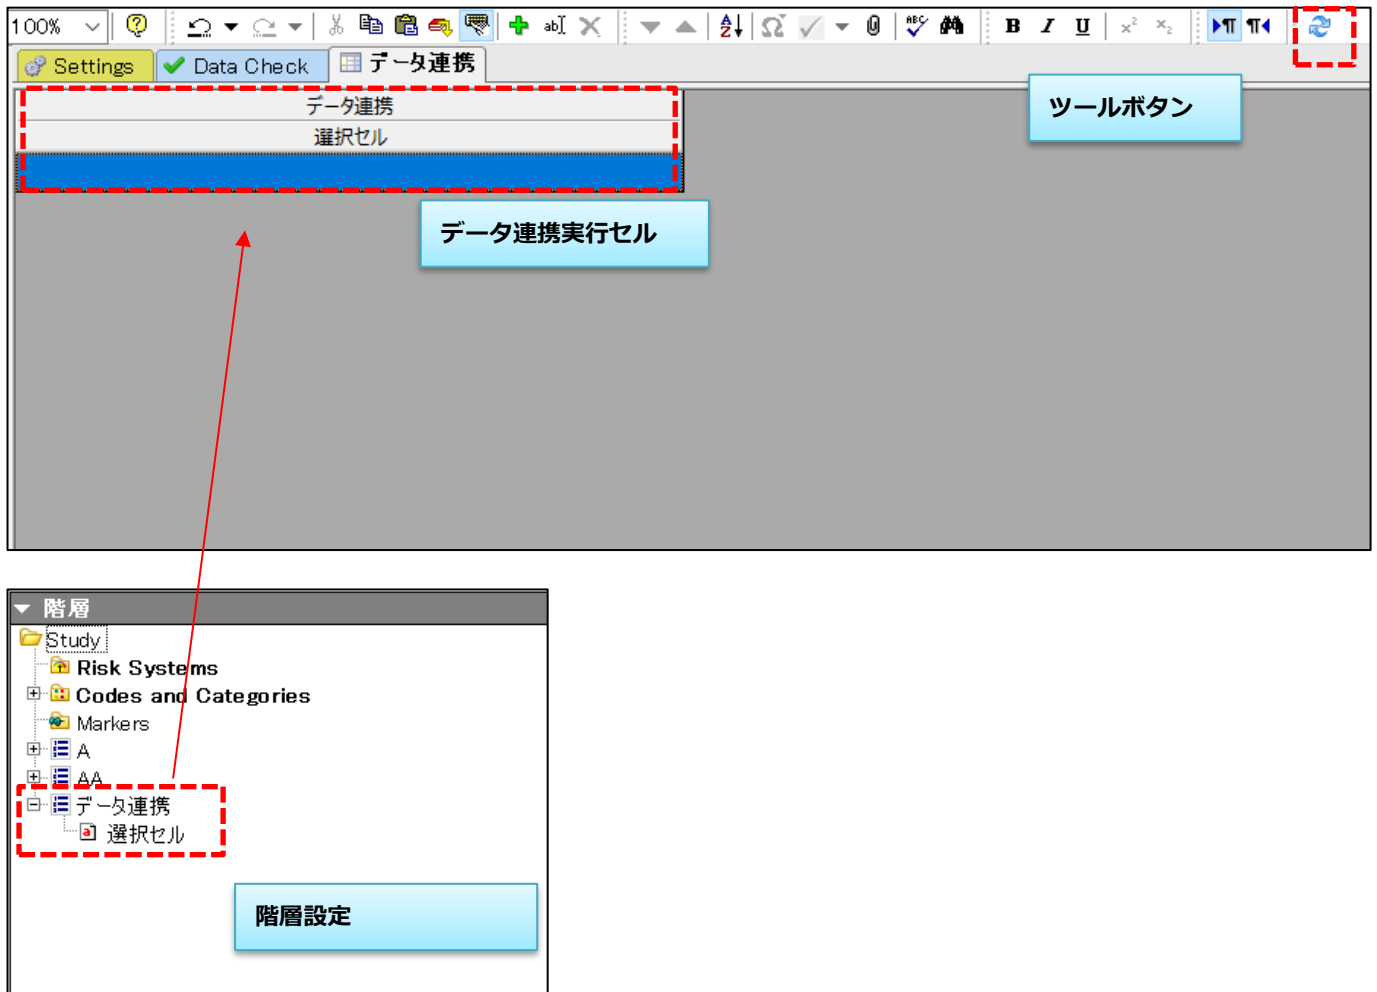 100%
Settings
Data Check
データ連携
データ連携
選択セル
ツールボタン
データ連携実行セル
階層
Study
Risk Systems
Codes and Categories
Markers
A
AA
データ連携
選択セル
階層設定